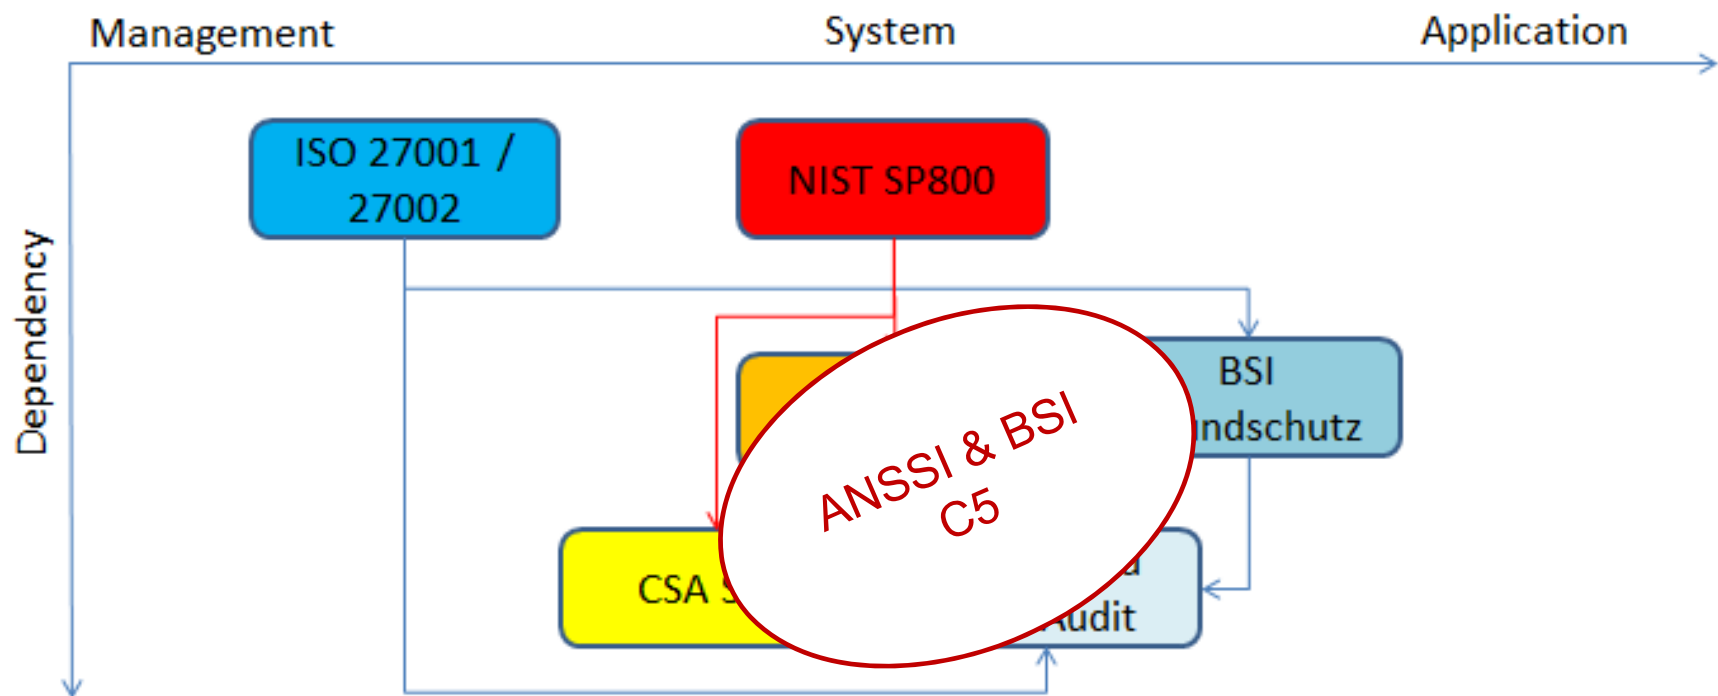 Management System Application
Dependency
ISO 27001 /
27002
NIST SP800
BSI
ndschutz
ANSSI & BSI
C5
CSA
Audit